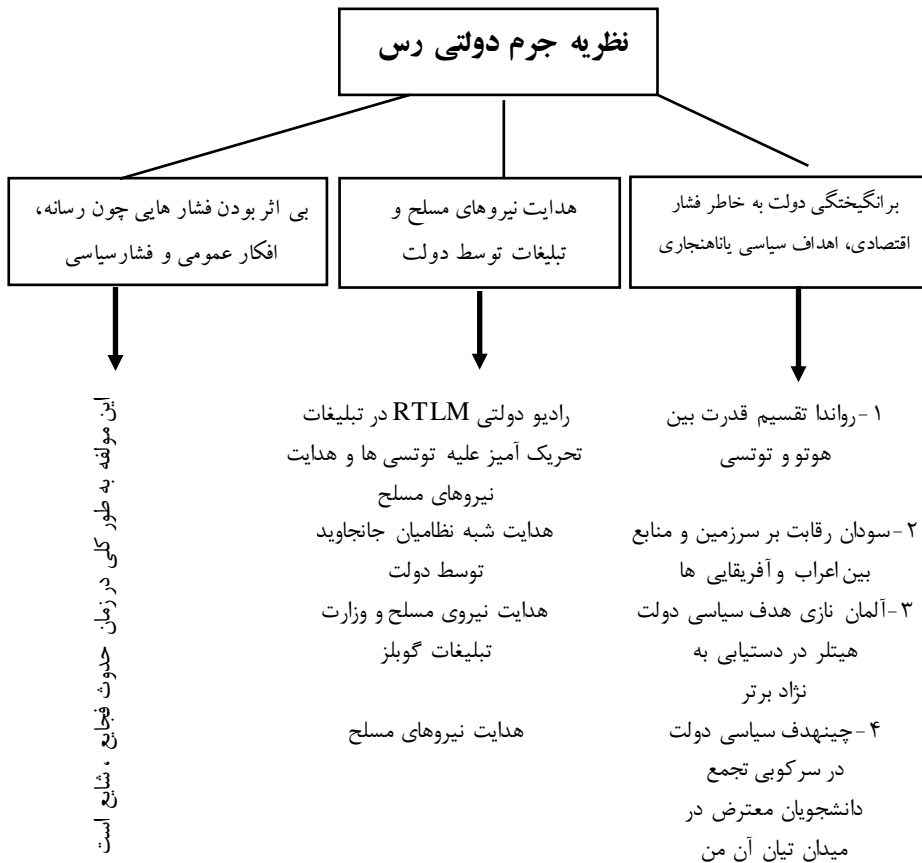 نظریه جرم دولتی رس
برانگیختگی دولت به خاطر فشار
اقتصادی، اهداف سیاسی یاناهنجاری
هدایت نیروهای مسلح و
تبلیغات توسط دولت
بی اثر بودن فشار هایی چون رسانه،
افکار عمومی و فشارسیاسی
۱-رواندا تقسیم قدرت بین
هوتو و توتسی
۲-سودان رقابت بر سرزمین و منابع
بین اعراب و آفریقایی ها
۳-آلمان نازی هدف سیاسی دولت
هیتلر در دستیابی به
نژاد برتر
۴-چینهدف سیاسی دولت
در سرکوبی تجمع
دانشجویان معترض در
میدان تیان آن من
رادیو دولتی RTLM در تبلیغات
تحریک آمیز علیه توتسی ها و هدایت
نیروهای مسلح
هدایت شبه نظامیان جانجاوید
توسط دولت
هدایت نیروی مسلح و وزارت
تبلیغات گوبلز
هدایت نیروهای مسلح
این مولفه به طور کلی در زمان حدوث فجایع ، شایع است